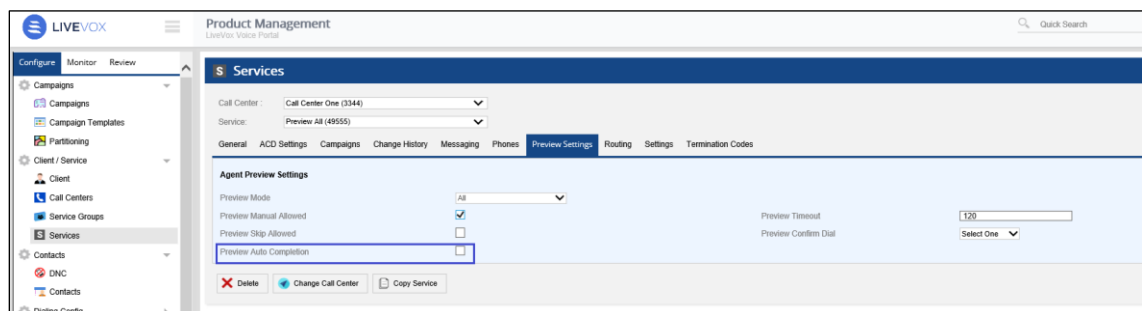 LIVEVOX
Product Management
LiveVox Voice Portal
Quick Search
Configure Monitor Review
Campaigns
Campaigns
Campaign Templates
Partitioning
Client / Service
Client
Call Centers
Service Groups
S Services
Contacts
DNC
Contacts
Dialing Config
S Services
Call Center : Call Center One (3344)
Service: Preview All (49555)
General ACD Settings Campaigns Change History Messaging Phones Preview Settings Routing Settings Termination Codes
Agent Preview Settings
Preview Mode All
Preview Manual Allowed Preview Timeout 120
Preview Skip Allowed Preview Confirm Dial Select One
Preview Auto Completion
Delete Change Call Center Copy Service